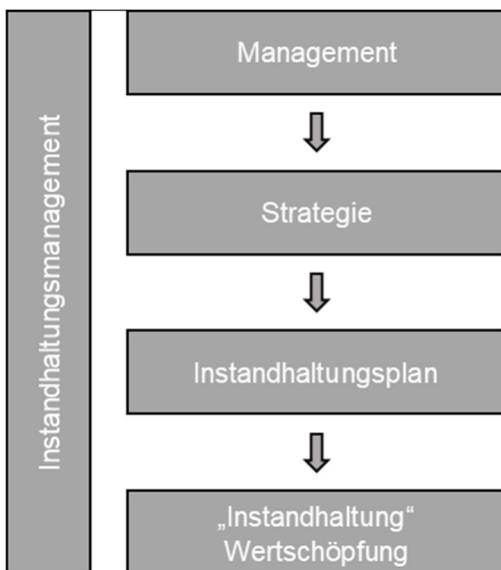 Instandhaltungsmanagement
Management
Strategie
Instandhaltungsplan
„Instandhaltung“
Wertschöpfung